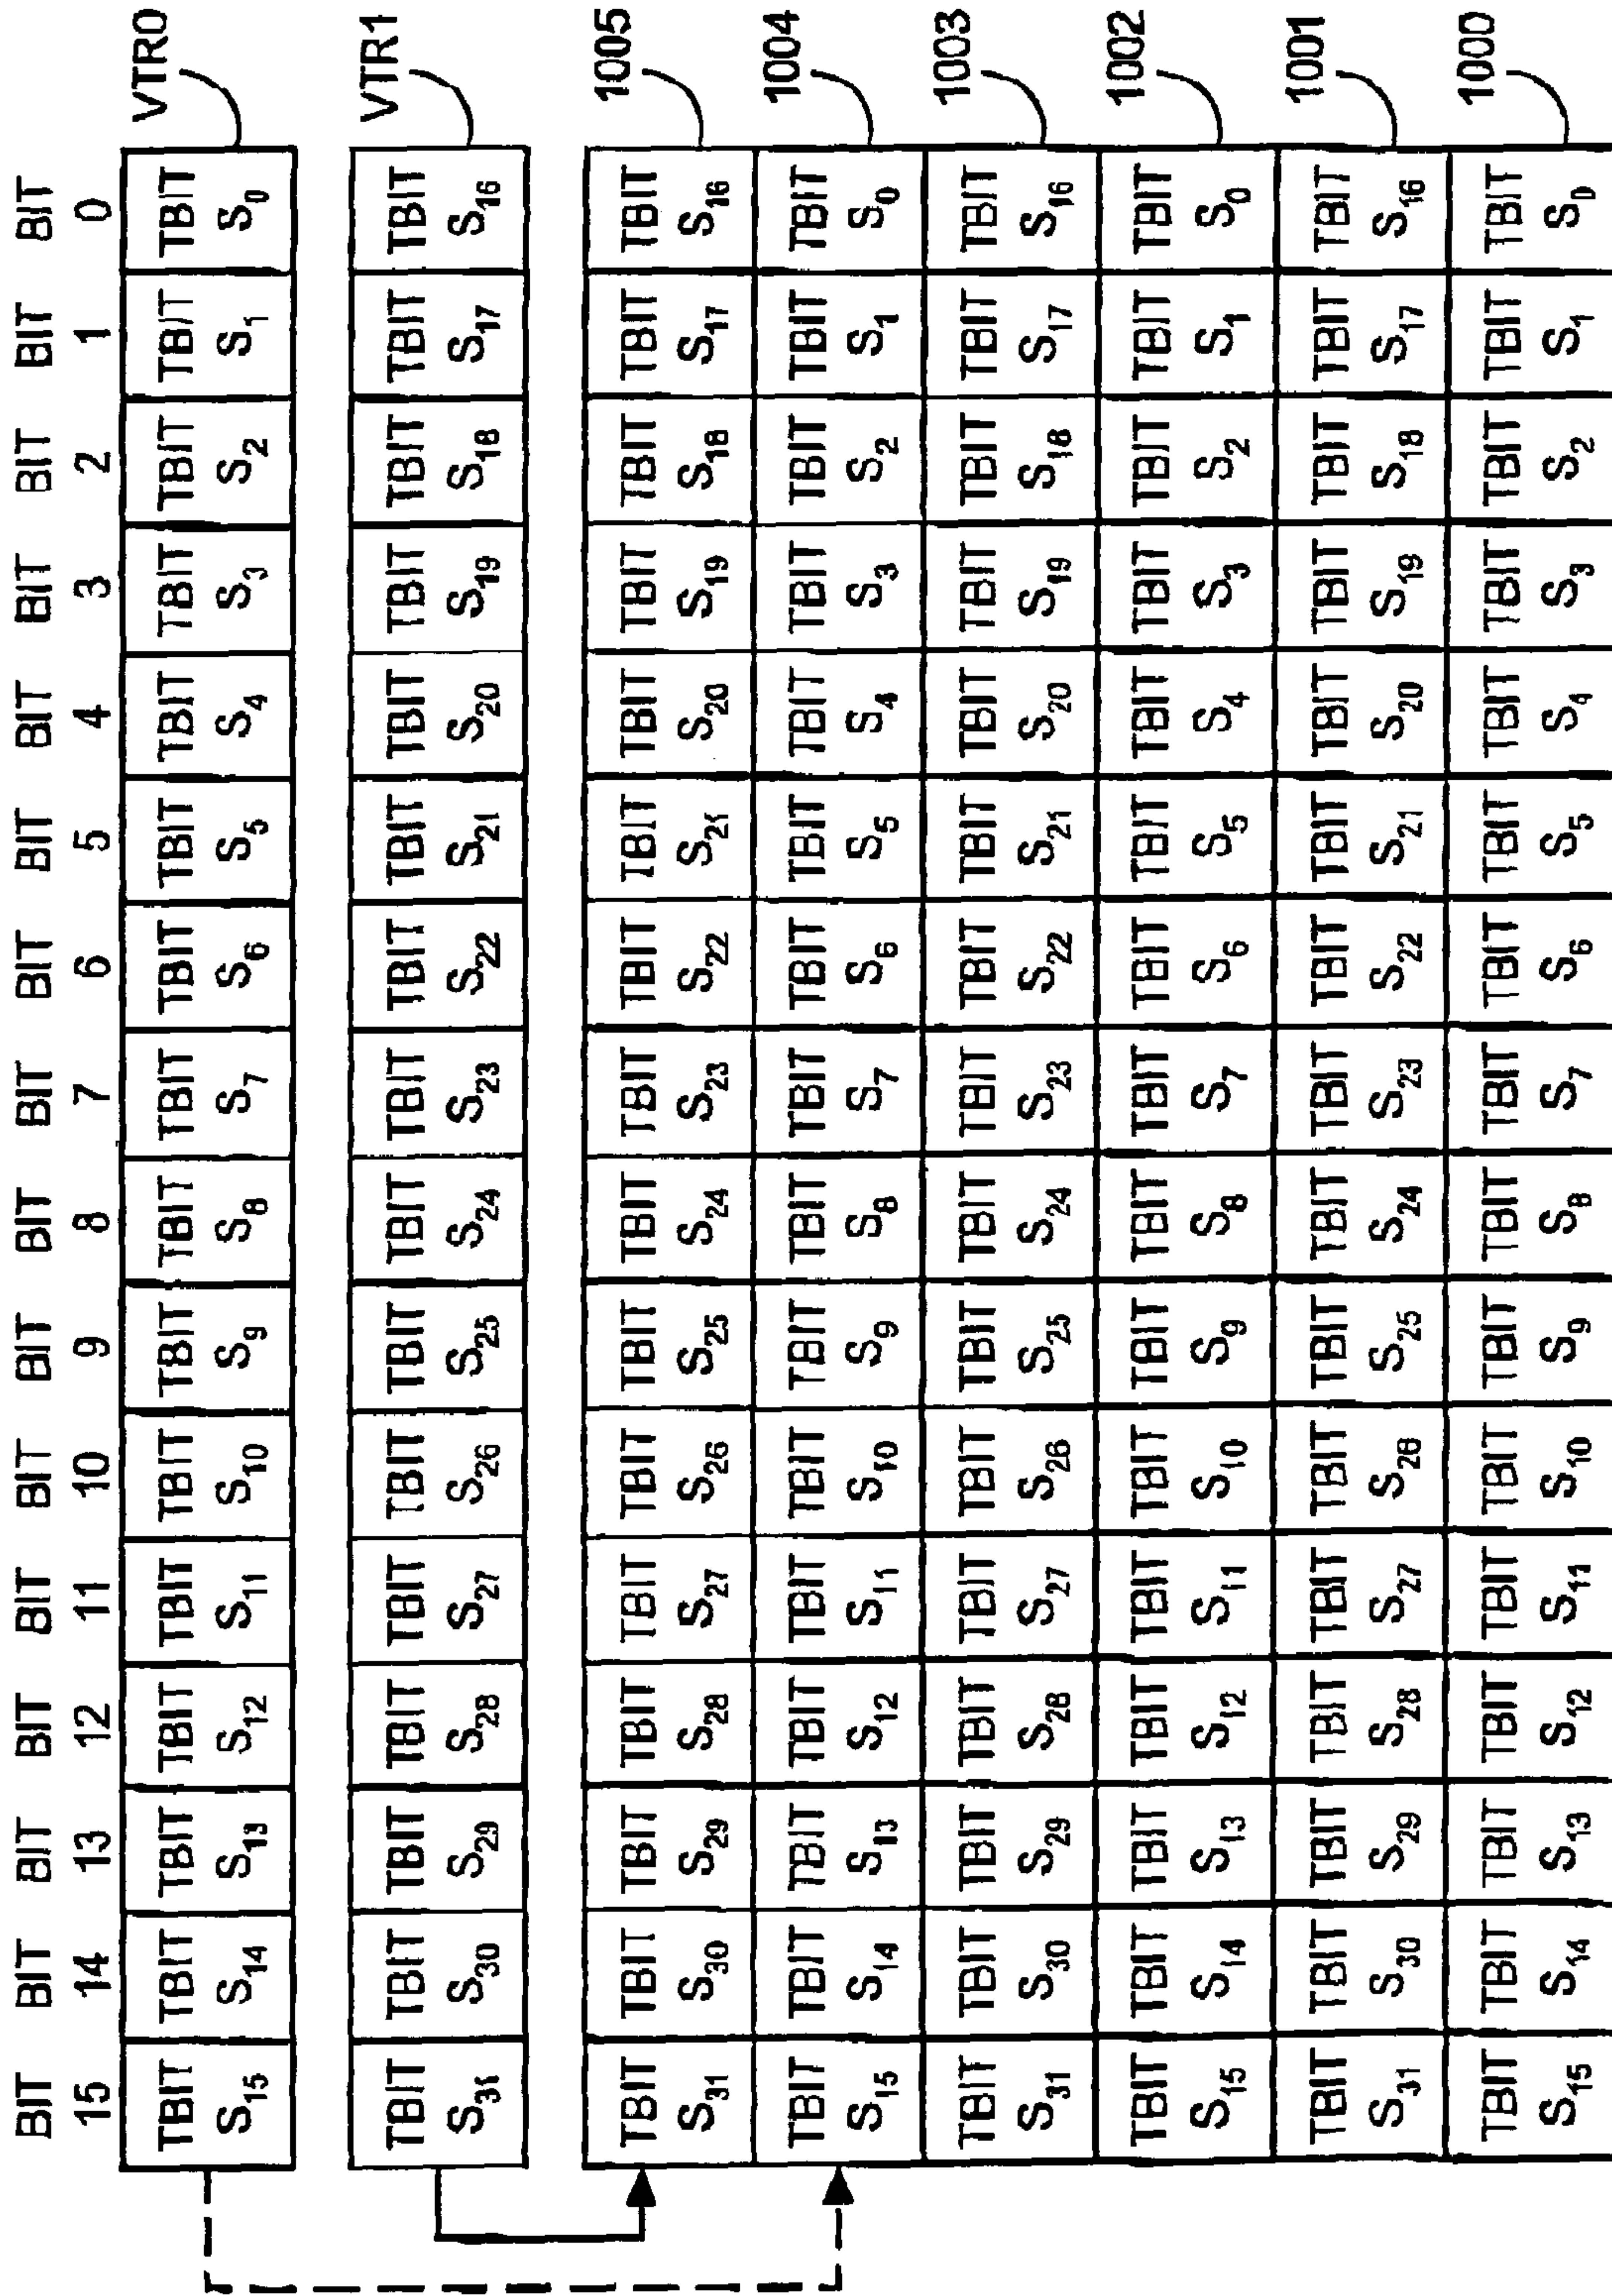 BIT BIT BIT BIT BIT BIT BIT BIT BIT BIT BIT BIT BIT BIT BIT BIT
15 14 13 12 11 10 9 8 7 6 5 4 3 2 1 0
TBIT TBIT TBIT TBIT TBIT TBIT TBIT TBIT TBIT TBIT TBIT TBIT TBIT TBIT TBIT TBIT VTR0
S₁₅ S₁₄ S₁₃ S₁₂ S₁₁ S₁₀ S₉ S₈ S₇ S₆ S₅ S₄ S₃ S₂ S₁ S₀
TBIT TBIT TBIT TBIT TBIT TBIT TBIT TBIT TBIT TBIT TBIT TBIT TBIT TBIT TBIT TBIT VTR1
S₃₁ S₃₀ S₂₉ S₂₈ S₂₇ S₂₆ S₂₅ S₂₄ S₂₃ S₂₂ S₂₁ S₂₀ S₁₉ S₁₈ S₁₇ S₁₆
TBIT TBIT TBIT TBIT TBIT TBIT TBIT TBIT TBIT TBIT TBIT TBIT TBIT TBIT TBIT TBIT 1005
S₃₁ S₃₀ S₂₉ S₂₈ S₂₇ S₂₆ S₂₅ S₂₄ S₂₃ S₂₂ S₂₁ S₂₀ S₁₉ S₁₈ S₁₇ S₁₆
TBIT TBIT TBIT TBIT TBIT TBIT TBIT TBIT TBIT TBIT TBIT TBIT TBIT TBIT TBIT TBIT 1004
S₁₅ S₁₄ S₁₃ S₁₂ S₁₁ S₁₀ S₉ S₈ S₇ S₆ S₅ S₄ S₃ S₂ S₁ S₀
TBIT TBIT TBIT TBIT TBIT TBIT TBIT TBIT TBIT TBIT TBIT TBIT TBIT TBIT TBIT TBIT 1003
S₃₁ S₃₀ S₂₉ S₂₈ S₂₇ S₂₆ S₂₅ S₂₄ S₂₃ S₂₂ S₂₁ S₂₀ S₁₉ S₁₈ S₁₇ S₁₆
TBIT TBIT TBIT TBIT TBIT TBIT TBIT TBIT TBIT TBIT TBIT TBIT TBIT TBIT TBIT TBIT 1002
S₁₅ S₁₄ S₁₃ S₁₂ S₁₁ S₁₀ S₉ S₈ S₇ S₆ S₅ S₄ S₃ S₂ S₁ S₀
TBIT TBIT TBIT TBIT TBIT TBIT TBIT TBIT TBIT TBIT TBIT TBIT TBIT TBIT TBIT TBIT 1001
S₃₁ S₃₀ S₂₉ S₂₈ S₂₇ S₂₆ S₂₅ S₂₄ S₂₃ S₂₂ S₂₁ S₂₀ S₁₉ S₁₈ S₁₇ S₁₆
TBIT TBIT TBIT TBIT TBIT TBIT TBIT TBIT TBIT TBIT TBIT TBIT TBIT TBIT TBIT TBIT 1000
S₁₅ S₁₄ S₁₃ S₁₂ S₁₁ S₁₀ S₉ S₈ S₇ S₆ S₅ S₄ S₃ S₂ S₁ S₀